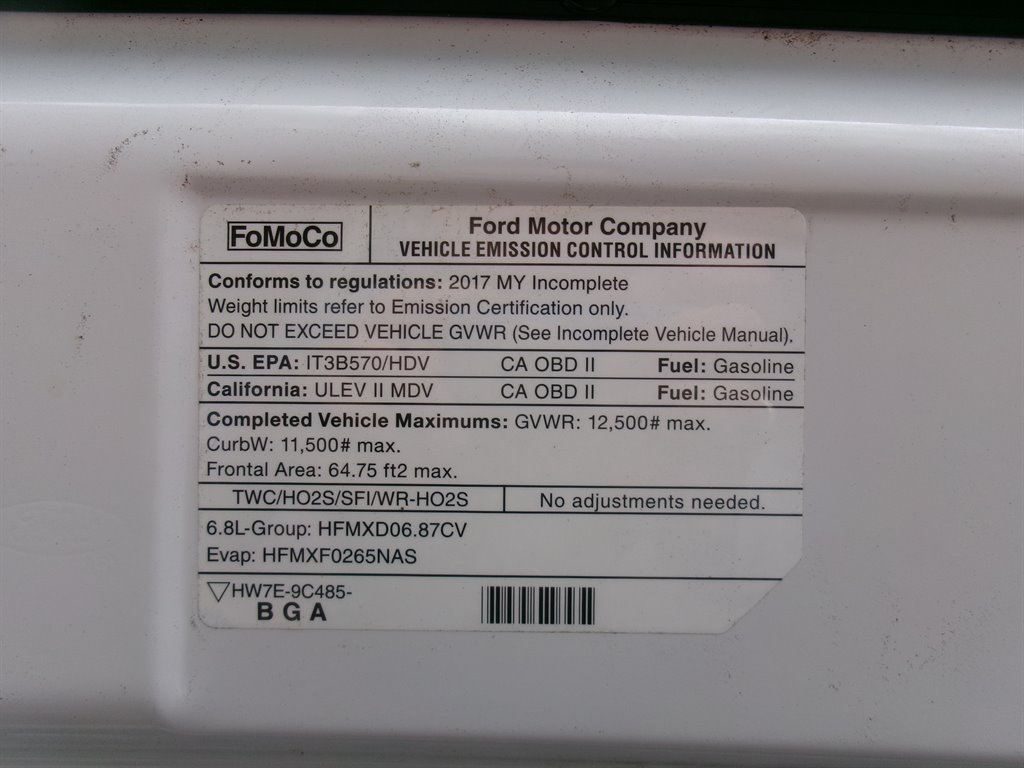 FoMoCo
Ford Motor Company
VEHICLE EMISSION CONTROL INFORMATION
Conforms to regulations: 2017 MY Incomplete
Weight limits refer to Emission Certification only.
DO NOT EXCEED VEHICLE GVWR (See Incomplete Vehicle Manual).
U.S. EPA: IT3B570/HDV CA OBD II Fuel: Gasoline
California: ULEV II MDV CA OBD II Fuel: Gasoline
Completed Vehicle Maximums: GVWR: 12,500# max.
CurbW: 11,500# max.
Frontal Area: 64.75 ft2 max.
TWC/HO2S/SFI/WR-HO2S No adjustments needed.
6.8L-Group: HFMXD06.87CV
Evap: HFMXF0265NAS
▽HW7E-9C485-
B G A